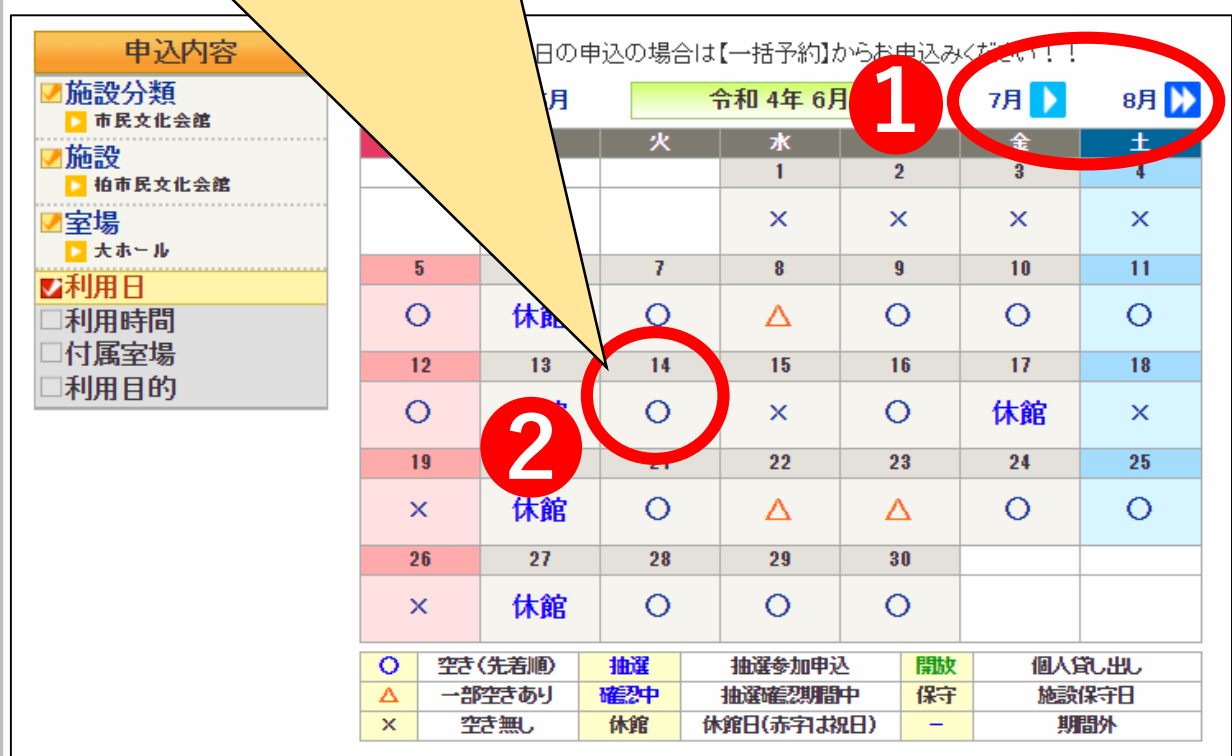 申込内容
施設分類
市民文化会館
施設
柏市民文化会館
室場
大ホール
利用日
利用時間
付属室場
利用目的
日の申込の場合は【一括予約】からお申込みください！！
月 令和 4年 6月 7月 8月
火 水 金 土
1 2 3 4
× × × ×
5 7 8 9 10 11
○ 休館 ○ △ ○ ○ ○
12 13 14 15 16 17 18
○ ○ × ○ 休館 ×
19 21 22 23 24 25
× 休館 ○ △ △ ○ ○
26 27 28 29 30
× 休館 ○ ○ ○
○ 空き（先着順） 抽選 抽選参加申込 開放 個人貸し出し
△ 一部空きあり 確認中 抽選確認期間中 保守 施設保守日
× 空き無し 休館 休館日（赤字は祝日） － 期間外
1
2